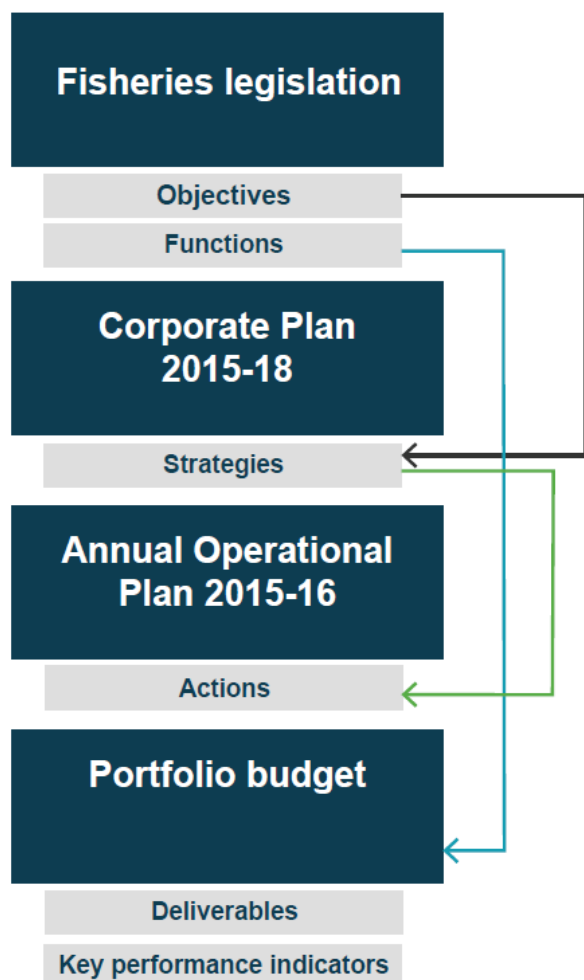 Fisheries legislation
Objectives
Functions
Corporate Plan
2015-18
Strategies
Annual Operational
Plan 2015-16
Actions
Portfolio budget
Deliverables
Key performance indicators